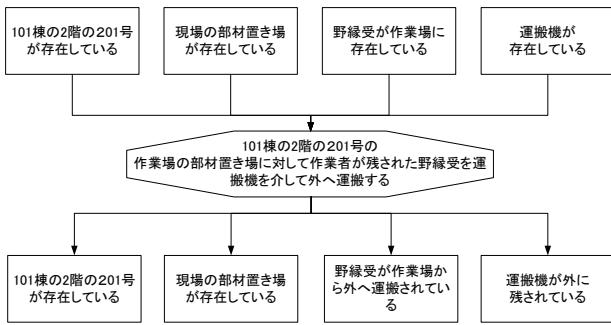 101棟の2階の201号
が存在している
現場の部材置き場
が存在している
野縁受が作業場に
存在している
運搬機が
存在している
101棟の2階の201号の
作業場の部材置き場に対して作業者が残された野縁受を運
搬機を介して外へ運搬する
101棟の2階の201号
が存在している
現場の部材置き場
が存在している
野縁受が作業場か
ら外へ運搬されてい
る
運搬機が外に
残されている